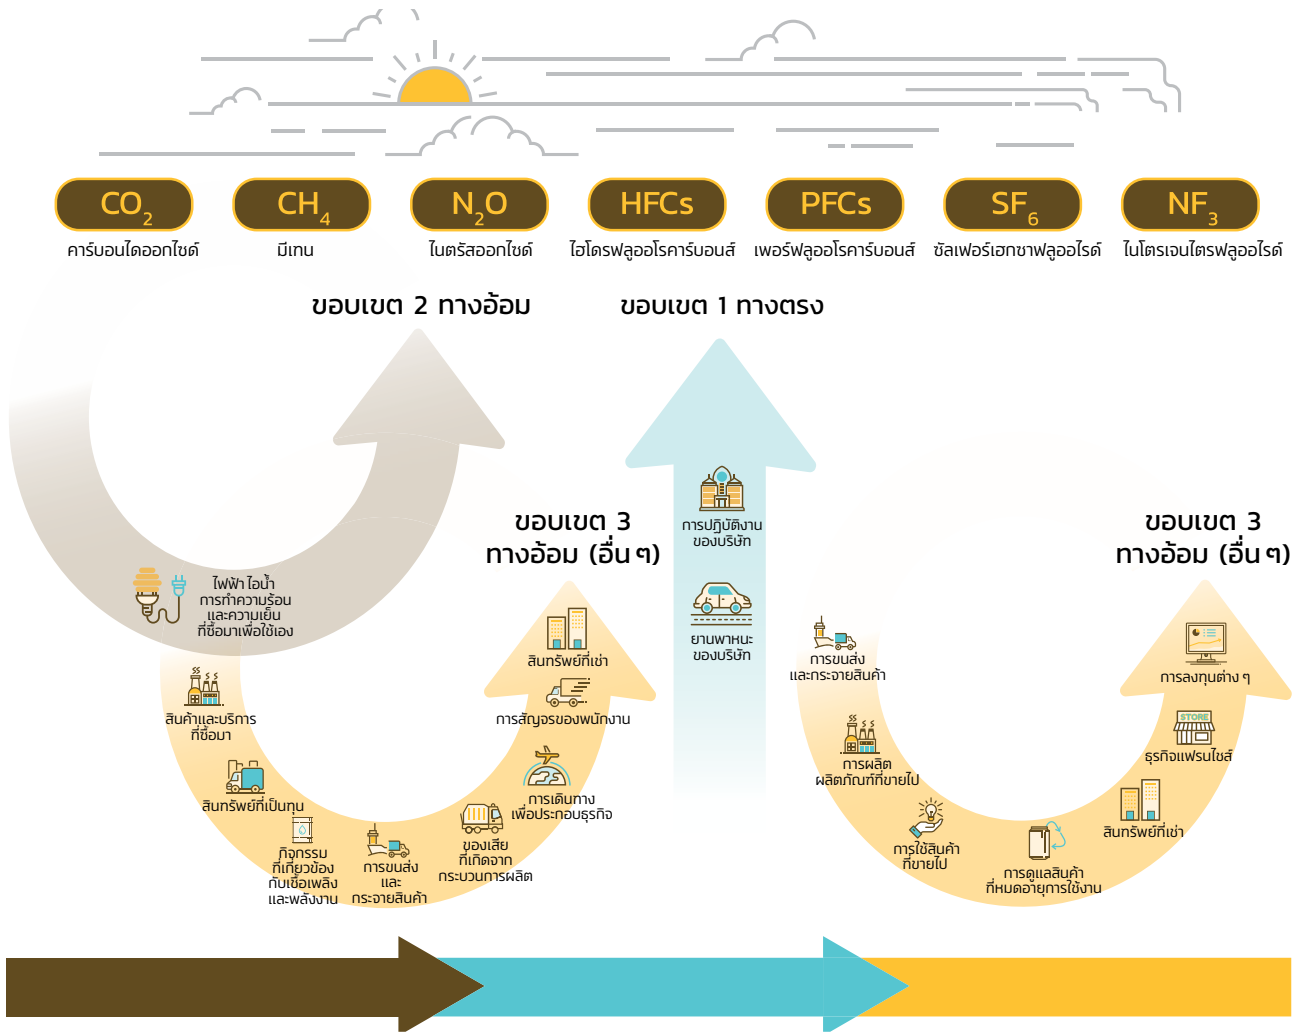 CO2
CH4
N2O
HFCs
PFCs
SF6
NF3
คาร์บอนไดออกไซด์
มีเทน
ไนตรัสออกไซด์
ไฮโดรฟลูออโรคาร์บอนส์
เพอร์ฟลูออโรคาร์บอนส์
ซัลเฟอร์เฮกซาฟลูออไรด์
ไนโตรเจนไตรฟลูออไรด์
ขอบเขต 2 ทางอ้อม
ขอบเขต 1 ทางตรง
ไฟฟ้า ไอน้ำ
การทำความร้อน
และความเย็น
ที่ซื้อมาเพื่อใช้เอง
ขอบเขต 3
ทางอ้อม (อื่น ๆ)
สินค้าและบริการ
ที่ซื้อมา
สินทรัพย์ที่เป็นทุน
กิจกรรม
ที่เกี่ยวข้อง
กับเชื้อเพลิง
และพลังงาน
การขนส่ง
และ
กระจายสินค้า
ของเสีย
ที่เกิดจาก
กระบวนการผลิต
การเดินทาง
เพื่อประกอบธุรกิจ
การสัญจรของพนักงาน
สินทรัพย์ที่เช่า
การปฏิบัติงาน
ของบริษัท
ยานพาหนะ
ของบริษัท
ขอบเขต 3
ทางอ้อม (อื่น ๆ)
การขนส่ง
และกระจายสินค้า
การผลิต
ผลิตภัณฑ์ที่ขายไป
การใช้สินค้า
ที่ขายไป
การดูแลสินค้า
ที่หมดอายุการใช้งาน
สินทรัพย์ที่เช่า
STORE
ธุรกิจแฟรนไชส์
การลงทุนต่าง ๆ